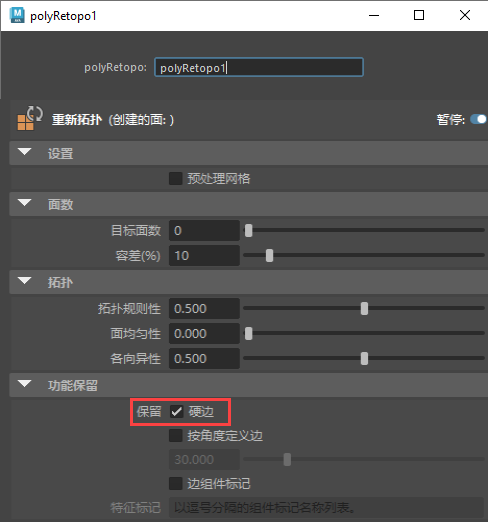 M polyRetopo1
polyRetopo: polyRetopo1
重新拓扑 (创建的面: ) 暂停:
设置
预处理网格
面数
目标面数 0
容差(%) 10
拓扑
拓扑规则性 0.500
面均匀性 0.000
各向异性 0.500
功能保留
保留 硬边
按角度定义边
30.000
边组件标记
特征标记 以逗号分隔的组件标记名称列表。